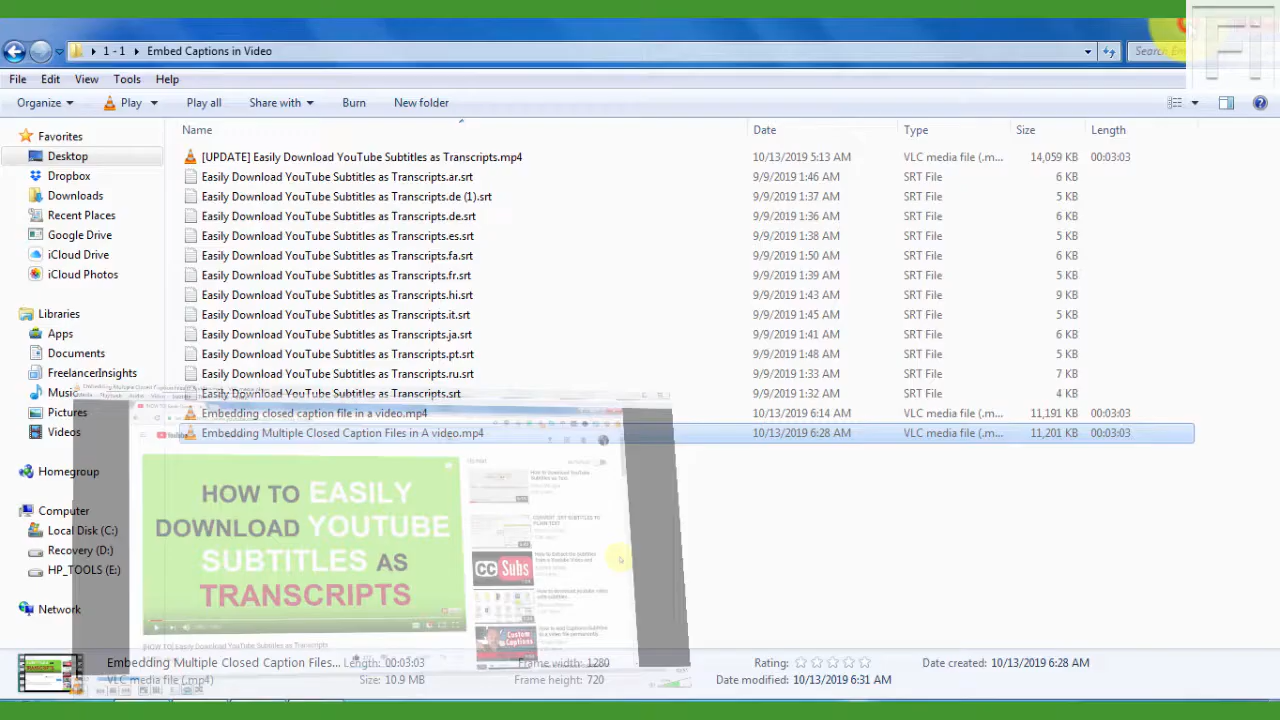 FI
1 - 1 Embed Captions in Video
File Edit View Tools Help
Organize Play Play all Share with Burn New folder
Name Date Type Size Length
Favorites
Desktop
Dropbox
Downloads
Recent Places
Google Drive
iCloud Drive
iCloud Photos
Libraries
Apps
Documents
FreelancerInsights
Music
Pictures
Videos
Homegroup
Computer
Local Disk (C:)
Recovery (D:)
HP_TOOLS (E:)
Network
[UPDATE] Easily Download YouTube Subtitles as Transcripts.mp4 10/13/2019 5:13 AM VLC media file (.m... 14,059 KB 00:03:03
Easily Download YouTube Subtitles as Transcripts.ar.srt 9/9/2019 1:46 AM SRT File 6 KB
Easily Download YouTube Subtitles as Transcripts.de (1).srt 9/9/2019 1:37 AM SRT File 5 KB
Easily Download YouTube Subtitles as Transcripts.de.srt 9/9/2019 1:36 AM SRT File 6 KB
Easily Download YouTube Subtitles as Transcripts.es.srt 9/9/2019 1:38 AM SRT File 5 KB
Easily Download YouTube Subtitles as Transcripts.fa.srt 9/9/2019 1:50 AM SRT File 6 KB
Easily Download YouTube Subtitles as Transcripts.fr.srt 9/9/2019 1:39 AM SRT File 6 KB
Easily Download YouTube Subtitles as Transcripts.hi.srt 9/9/2019 1:43 AM SRT File 9 KB
Easily Download YouTube Subtitles as Transcripts.it.srt 9/9/2019 1:45 AM SRT File 5 KB
Easily Download YouTube Subtitles as Transcripts.ja.srt 9/9/2019 1:41 AM SRT File 6 KB
Easily Download YouTube Subtitles as Transcripts.pt.srt 9/9/2019 1:44 AM SRT File 5 KB
Easily Download YouTube Subtitles as Transcripts.ru.srt 9/9/2019 1:33 AM SRT File 7 KB
Easily Download YouTube Subtitles as Transcripts.srt 9/9/2019 1:32 AM SRT File 5 KB
Embedding closed caption file in a video.mp4 10/13/2019 6:14 AM VLC media file (.m... 11,191 KB 00:03:03
Embedding Multiple Closed Caption Files in A video.mp4 10/13/2019 6:28 AM VLC media file (.m... 11,201 KB 00:03:03
HOW TO EASILY
DOWNLOAD YOUTUBE
SUBTITLES AS
TRANSCRIPTS
[HOW TO] Easily Download YouTube Subtitles as Transcripts
CC Subs
Custom
Captions
Embedding Multiple Closed Caption Files... Length: 00:03:03 Frame width: 1280 Rating: Date created: 10/13/2019 6:28 AM
VLC media file (.mp4) Size: 10.9 MB Frame height: 720 Date modified: 10/13/2019 6:31 AM